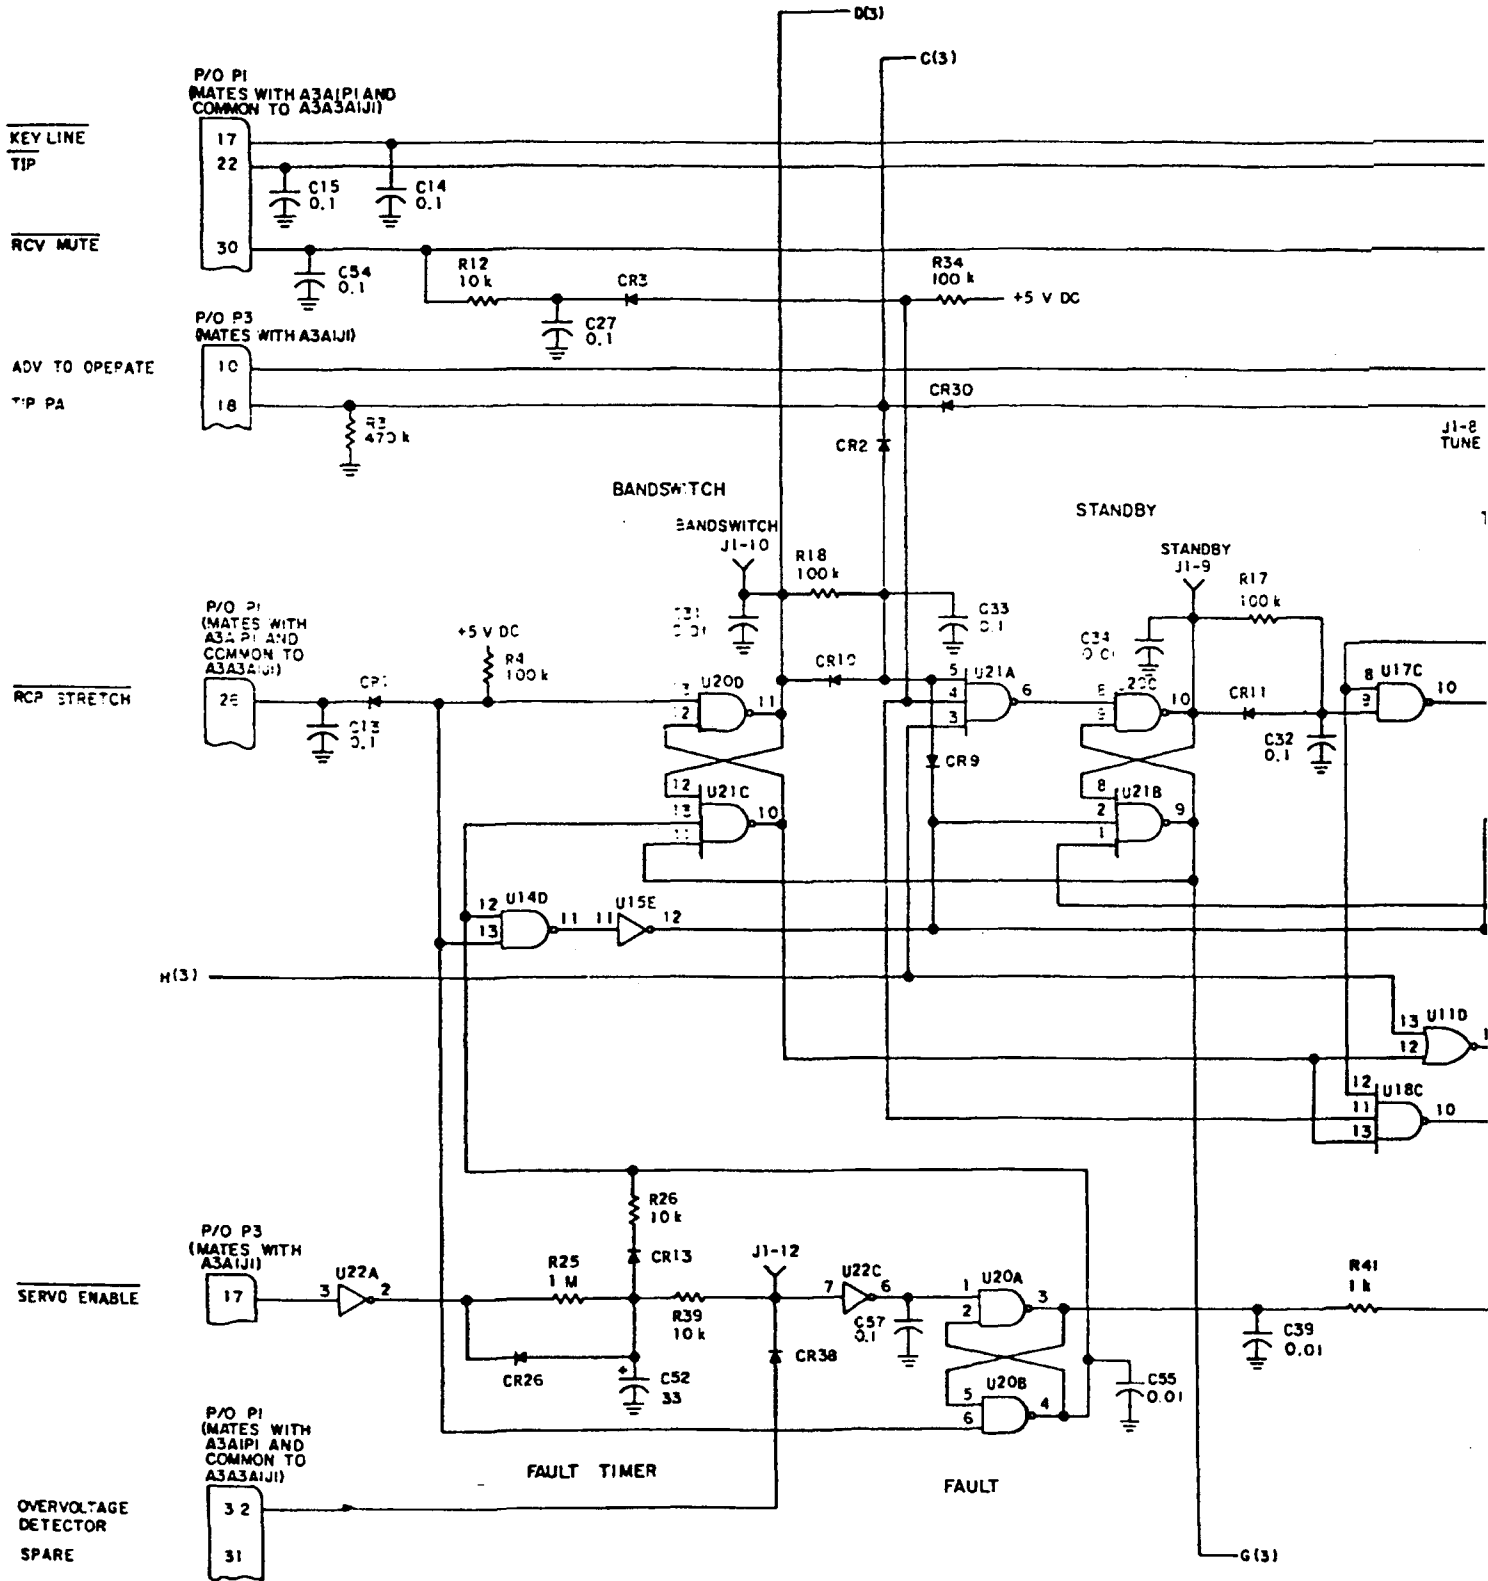 D(3)
C(3)
P/O P1
(MATES WITH A3A1P1 AND
COMMON TO A3A3A1J1)
KEY LINE
17
TIP
22
C15
0.1
C14
0.1
RCV MUTE
30
C54
0.1
R12
10 k
CR3
R34
100 k
+5 V DC
C27
0.1
P/O P3
(MATES WITH A3A1J1)
ADV TO OPERATE
10
TIP PA
18
R3
470 k
CR30
CR2
J1-8
TUNE
BANDSWITCH
STANDBY
BANDSWITCH
J1-10
R18
100 k
STANDBY
J1-9
R17
100 k
C33
0.1
C34
P/O P1
(MATES WITH
A3A1P1 AND
COMMON TO
A3A3A1J1)
+5 V DC
R4
100 k
RCP STRETCH
C13
0.1
U20D
11
12
CR10
5
4
3
U21A
6
10
9
CR11
8
9
U17C
10
C32
0.1
CR9
12
13
11
U21C
10
8
2
1
U21B
9
12
13
U14D
11
11
U15E
12
H(3)
13
12
U11D
12
11
13
U18C
10
R26
10 k
CR13
P/O P3
(MATES WITH
A3A1J1)
SERVO ENABLE
17
3
U22A
2
R25
1 M
R39
10 k
J1-12
7
U22C
6
C57
0.1
1
2
U20A
3
R41
1 k
C39
0.01
CR26
+
C52
33
CR38
5
6
U20B
4
C55
0.01
P/O P1
(MATES WITH
A3A1P1 AND
COMMON TO
A3A3A1J1)
FAULT TIMER
FAULT
OVERVOLTAGE
DETECTOR
32
SPARE
31
G(3)